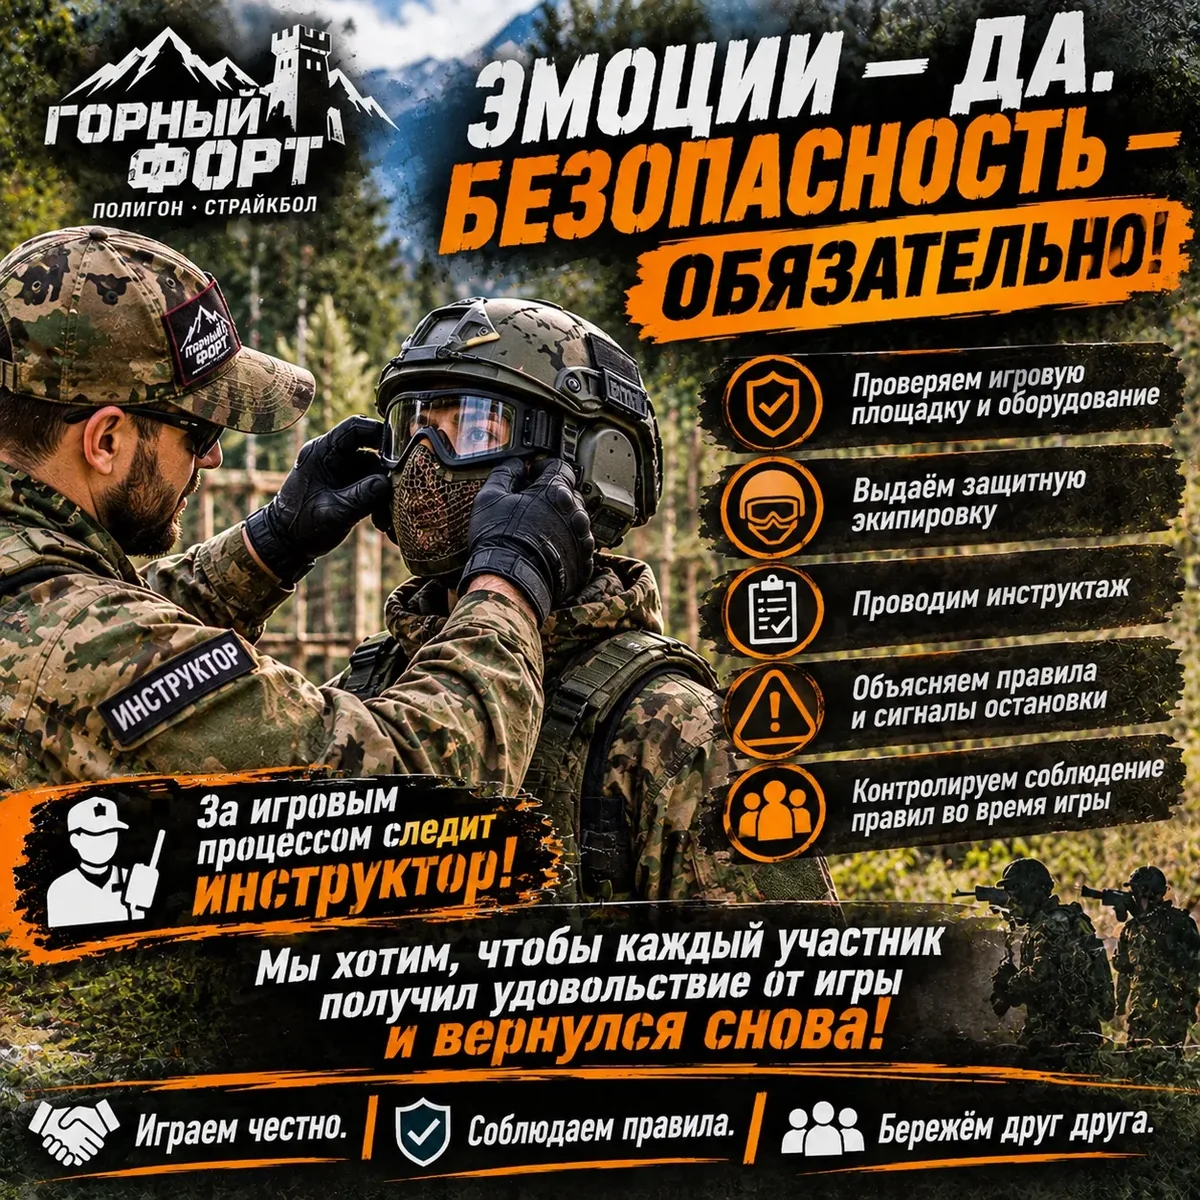 ГОРНЫЙ
ФОРТ
ПОЛИГОН · СТРАЙКБОЛ
ЭМОЦИИ – ДА.
БЕЗОПАСНОСТЬ –
ОБЯЗАТЕЛЬНО!
ГОРНЫЙ
ФОРТ
Проверяем игровую
площадку и оборудование
Выдаём защитную
экипировку
Проводим инструктаж
ИНСТРУКТОР
Объясняем правила
и сигналы остановки
Контролируем соблюдение
правил во время игры
За игровым
процессом следит
инструктор!
Мы хотим, чтобы каждый участник
получил удовольствие от игры
и вернулся снова!
Играем честно.
Соблюдаем правила.
Бережём друг друга.